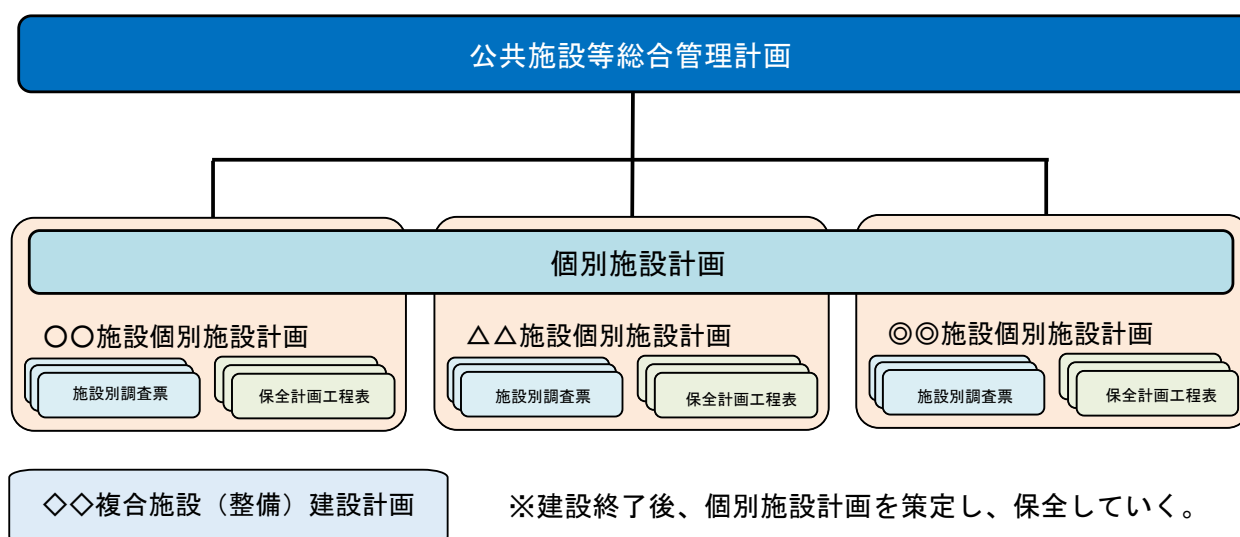 公共施設等総合管理計画
個別施設計画
〇〇施設個別施設計画
施設別調査票
保全計画工程表
△△施設個別施設計画
施設別調査票
保全計画工程表
◎◎施設個別施設計画
施設別調査票
保全計画工程表
◇◇複合施設（整備）建設計画
※建設終了後、個別施設計画を策定し、保全していく。